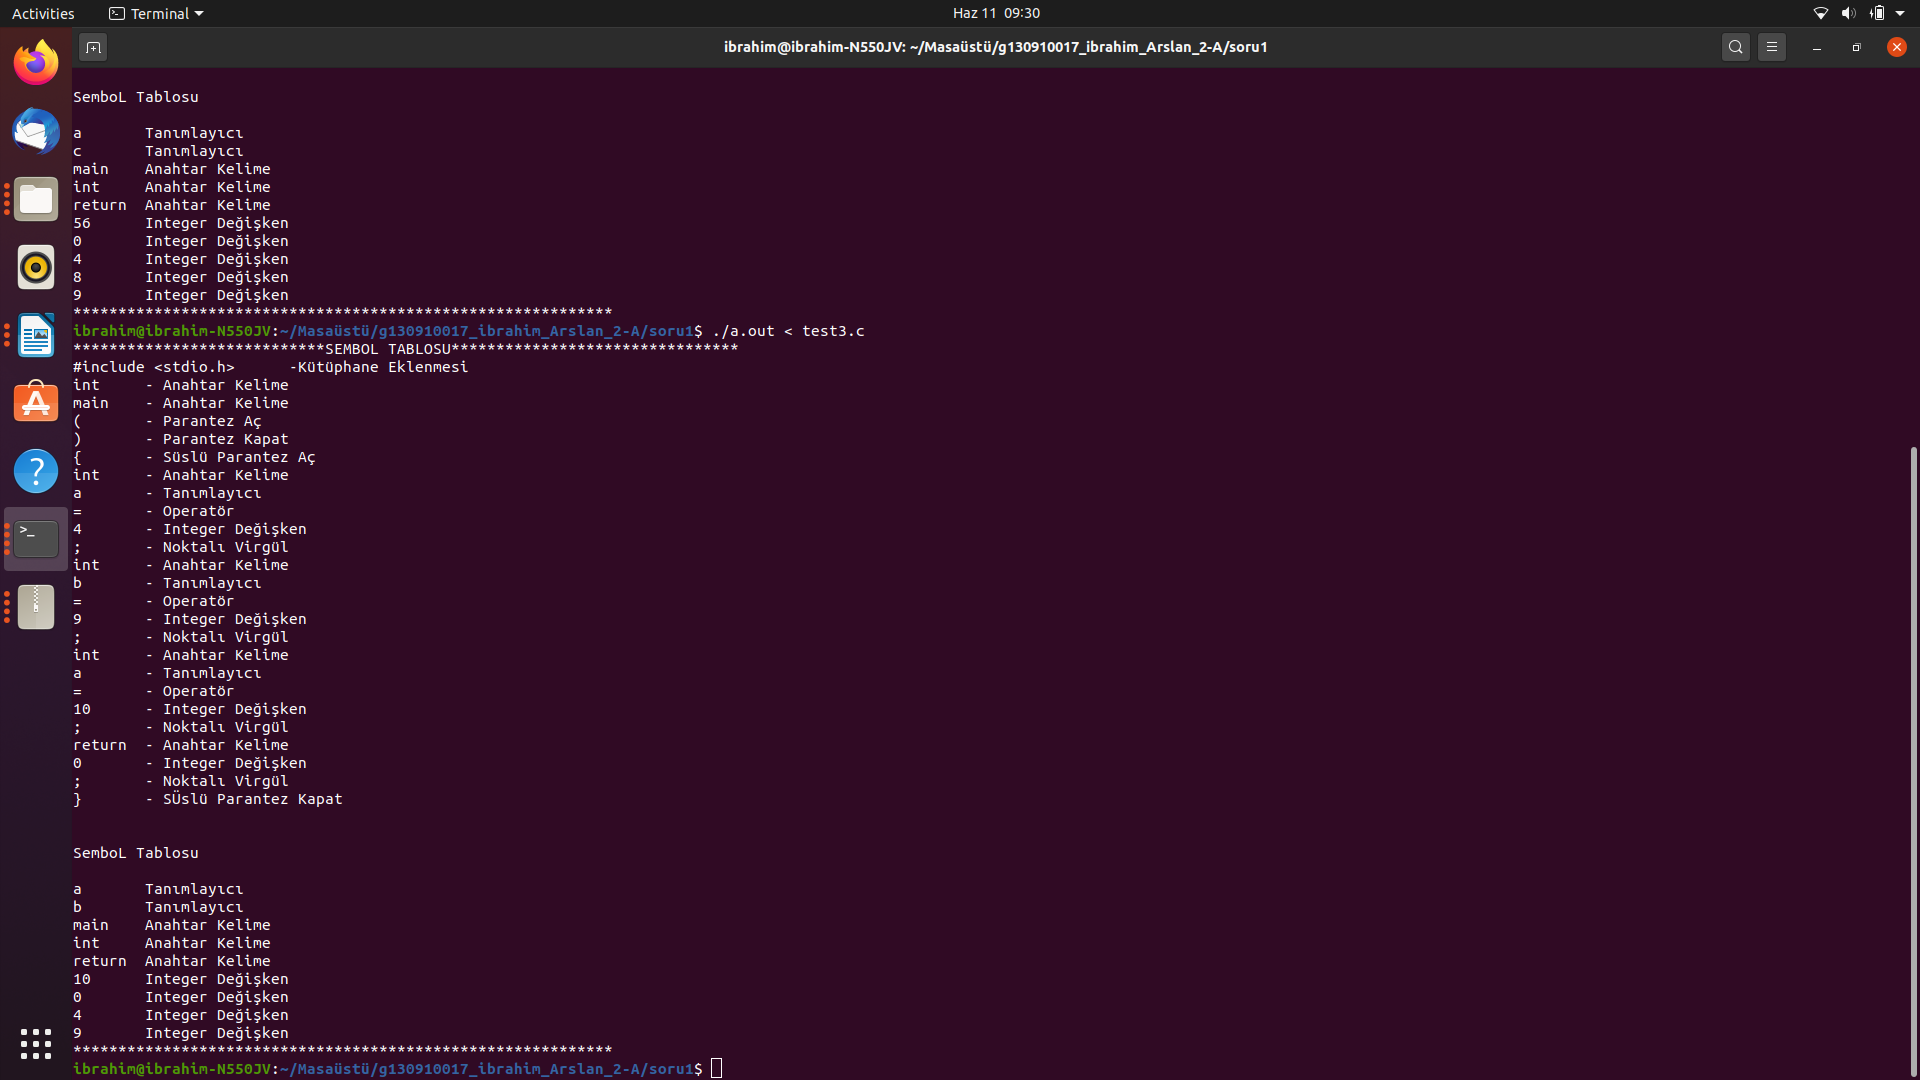 Activities
Terminal
Haz 11 09:30
ibrahim@ibrahim-N550JV: ~/Masaüstü/g130910017_ibrahim_Arslan_2-A/soru1
SemboL Tablosu
a Tanımlayıcı
c Tanımlayıcı
main Anahtar Kelime
int Anahtar Kelime
return Anahtar Kelime
56 Integer Değişken
0 Integer Değişken
4 Integer Değişken
8 Integer Değişken
9 Integer Değişken
************************************************************
ibrahim@ibrahim-N550JV:~/Masaüstü/g130910017_ibrahim_Arslan_2-A/soru1$ ./a.out < test3.c
****************************SEMBOL TABLOSU********************************
#include <stdio.h> -Kütüphane Eklenmesi
int - Anahtar Kelime
main - Anahtar Kelime
( - Parantez Aç
) - Parantez Kapat
{ - Süslü Parantez Aç
int - Anahtar Kelime
a - Tanımlayıcı
= - Operatör
4 - Integer Değişken
; - Noktalı Virgül
int - Anahtar Kelime
b - Tanımlayıcı
= - Operatör
9 - Integer Değişken
; - Noktalı Virgül
int - Anahtar Kelime
a - Tanımlayıcı
= - Operatör
10 - Integer Değişken
; - Noktalı Virgül
return - Anahtar Kelime
0 - Integer Değişken
; - Noktalı Virgül
} - SÜslü Parantez Kapat
SemboL Tablosu
a Tanımlayıcı
b Tanımlayıcı
main Anahtar Kelime
int Anahtar Kelime
return Anahtar Kelime
10 Integer Değişken
0 Integer Değişken
4 Integer Değişken
9 Integer Değişken
************************************************************
ibrahim@ibrahim-N550JV:~/Masaüstü/g130910017_ibrahim_Arslan_2-A/soru1$